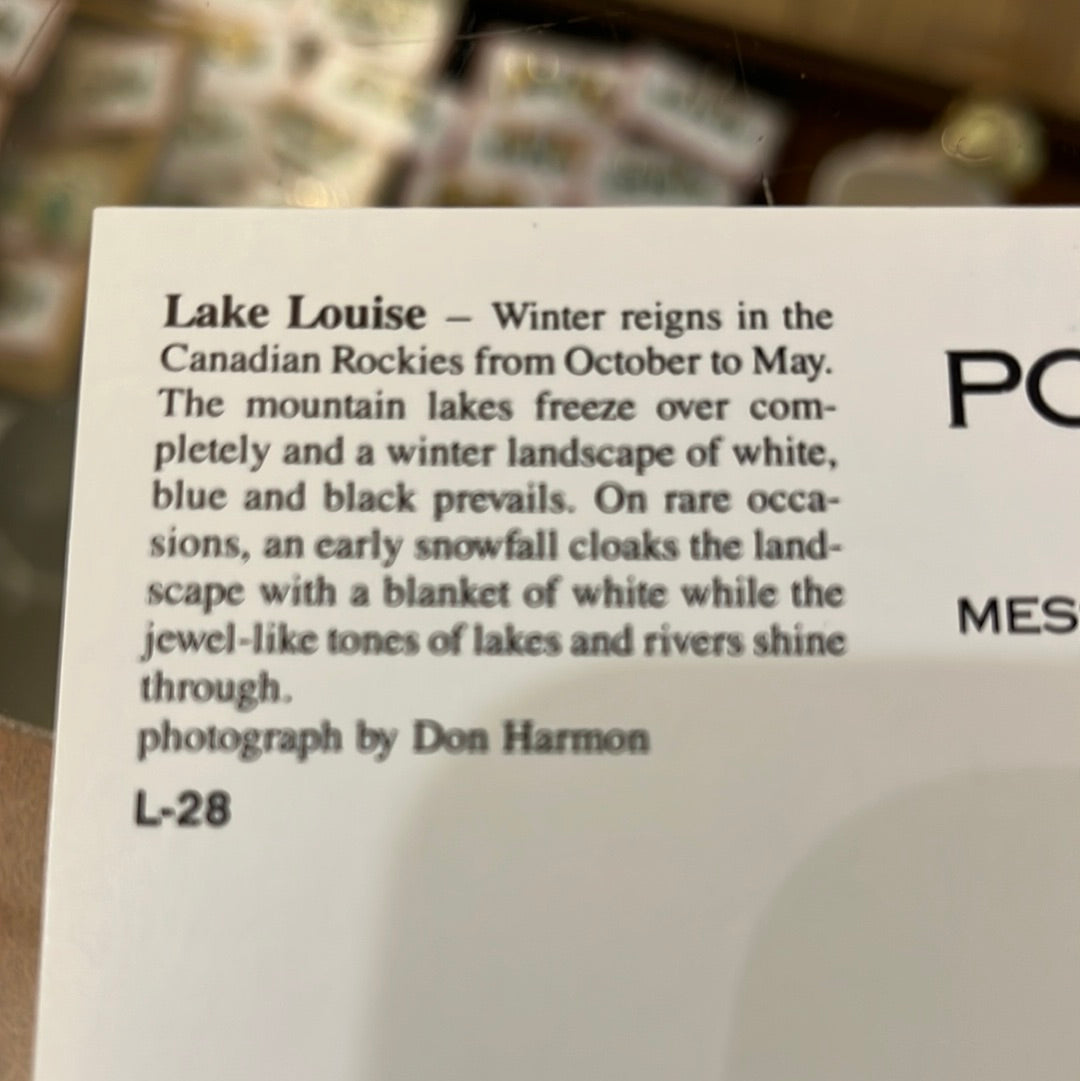 Lake Louise – Winter reigns in the
Canadian Rockies from October to May.
The mountain lakes freeze over com-
pletely and a winter landscape of white,
blue and black prevails. On rare occa-
sions, an early snowfall cloaks the land-
scape with a blanket of white while the
jewel-like tones of lakes and rivers shine
through.
photograph by Don Harmon
L-28
PO
MES